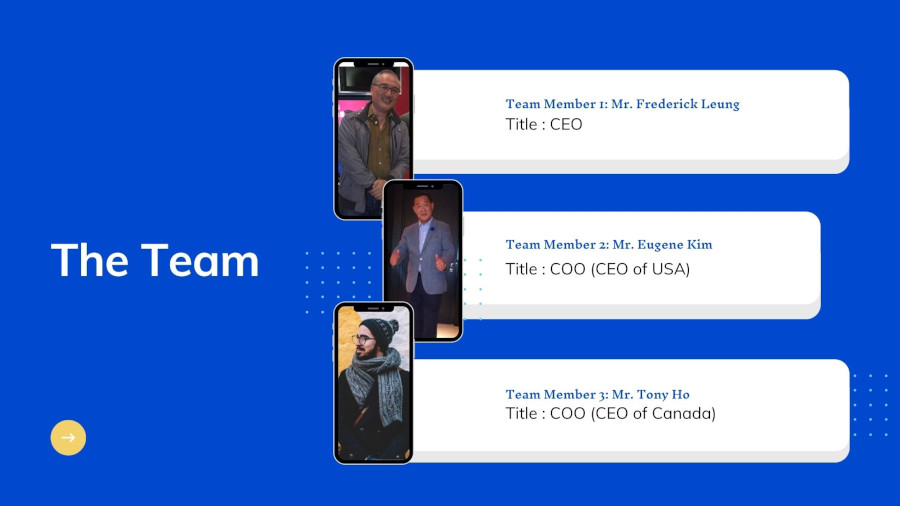 The Team
Team Member 1: Mr. Frederick Leung
Title : CEO
Team Member 2: Mr. Eugene Kim
Title : COO (CEO of USA)
Team Member 3: Mr. Tony Ho
Title : COO (CEO of Canada)